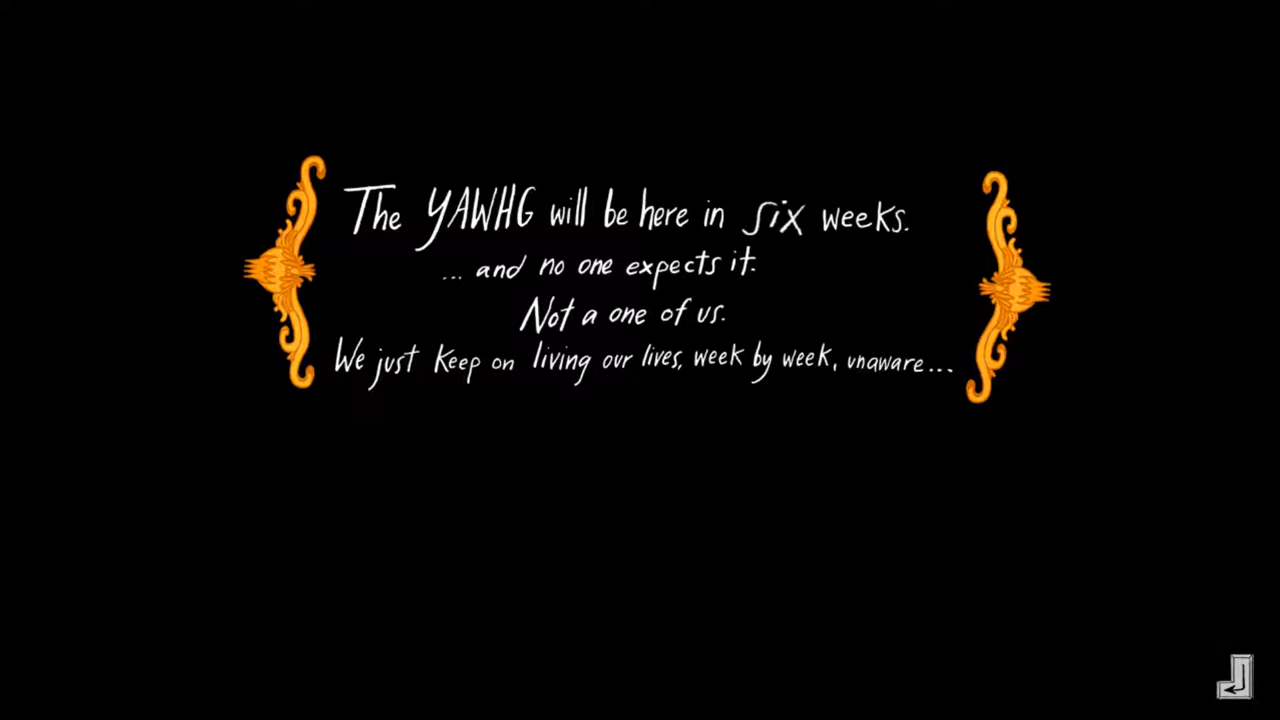 The YAWHG will be here in six weeks.
... and no one expects it.
Not a one of us.
We just keep on living our lives, week by week, unaware...